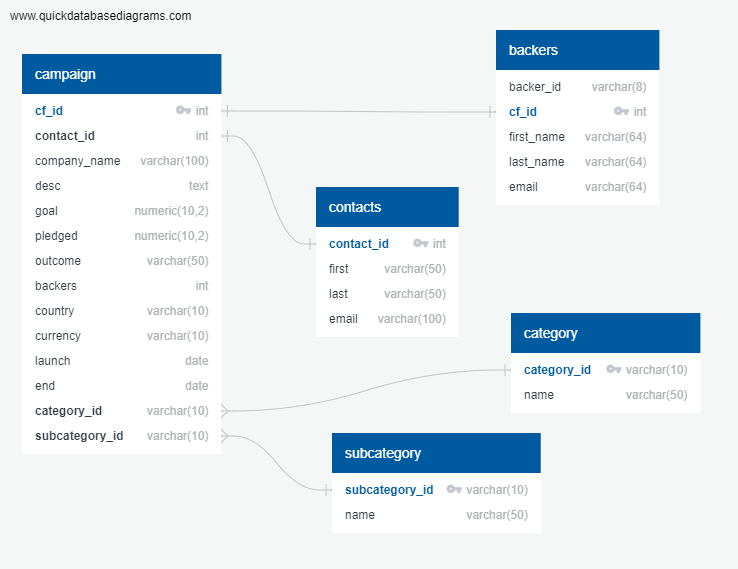 www.quickdatabasediagrams.com
campaign
cf_id int
contact_id int
company_name varchar(100)
desc text
goal numeric(10,2)
pledged numeric(10,2)
outcome varchar(50)
backers int
country varchar(10)
currency varchar(10)
launch date
end date
category_id varchar(10)
subcategory_id varchar(10)
backers
backer_id varchar(8)
cf_id int
first_name varchar(64)
last_name varchar(64)
email varchar(64)
contacts
contact_id int
first varchar(50)
last varchar(50)
email varchar(100)
category
category_id varchar(10)
name varchar(50)
subcategory
subcategory_id varchar(10)
name varchar(50)